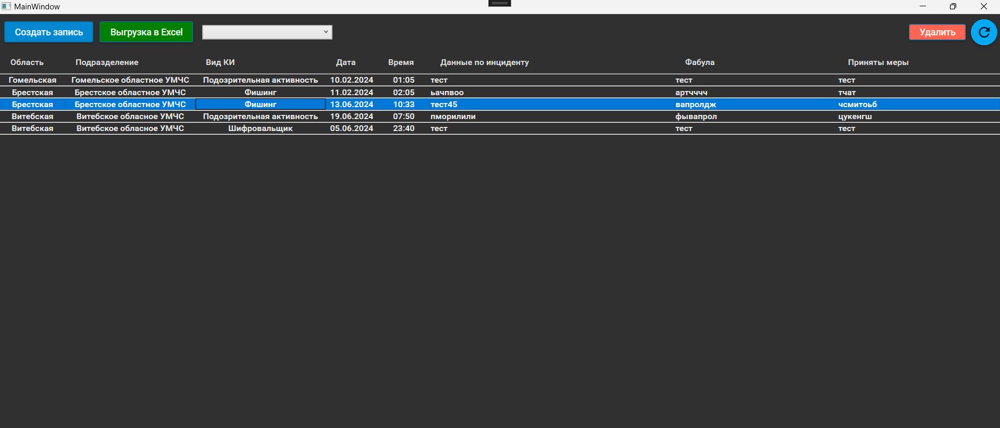 MainWindow
Создать запись Выгрузка в Excel Удалить
Область Подразделение Вид КИ Дата Время Данные по инциденту Фабула Приняты меры
Гомельская Гомельское областное УМЧС Подозрительная активность 10.02.2024 01:05 тест тест тест
Брестская Брестское областное УМЧС Фишинг 11.02.2024 02:05 ьачпвоо артчччч тчат
Брестская Брестское областное УМЧС Фишинг 13.06.2024 10:33 тест45 вапролдж чсмитоьб
Витебская Витебское обласное УМЧС Подозрительная активность 19.06.2024 07:50 пморилили фывапрол цукенгш
Витебская Витебское обласное УМЧС Шифровальщик 05.06.2024 23:40 тест тест тест